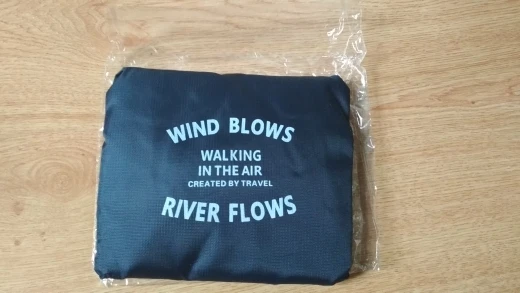 WIND BLOWS
WALKING
IN THE AIR
CREATED BY TRAVEL
RIVER FLOWS